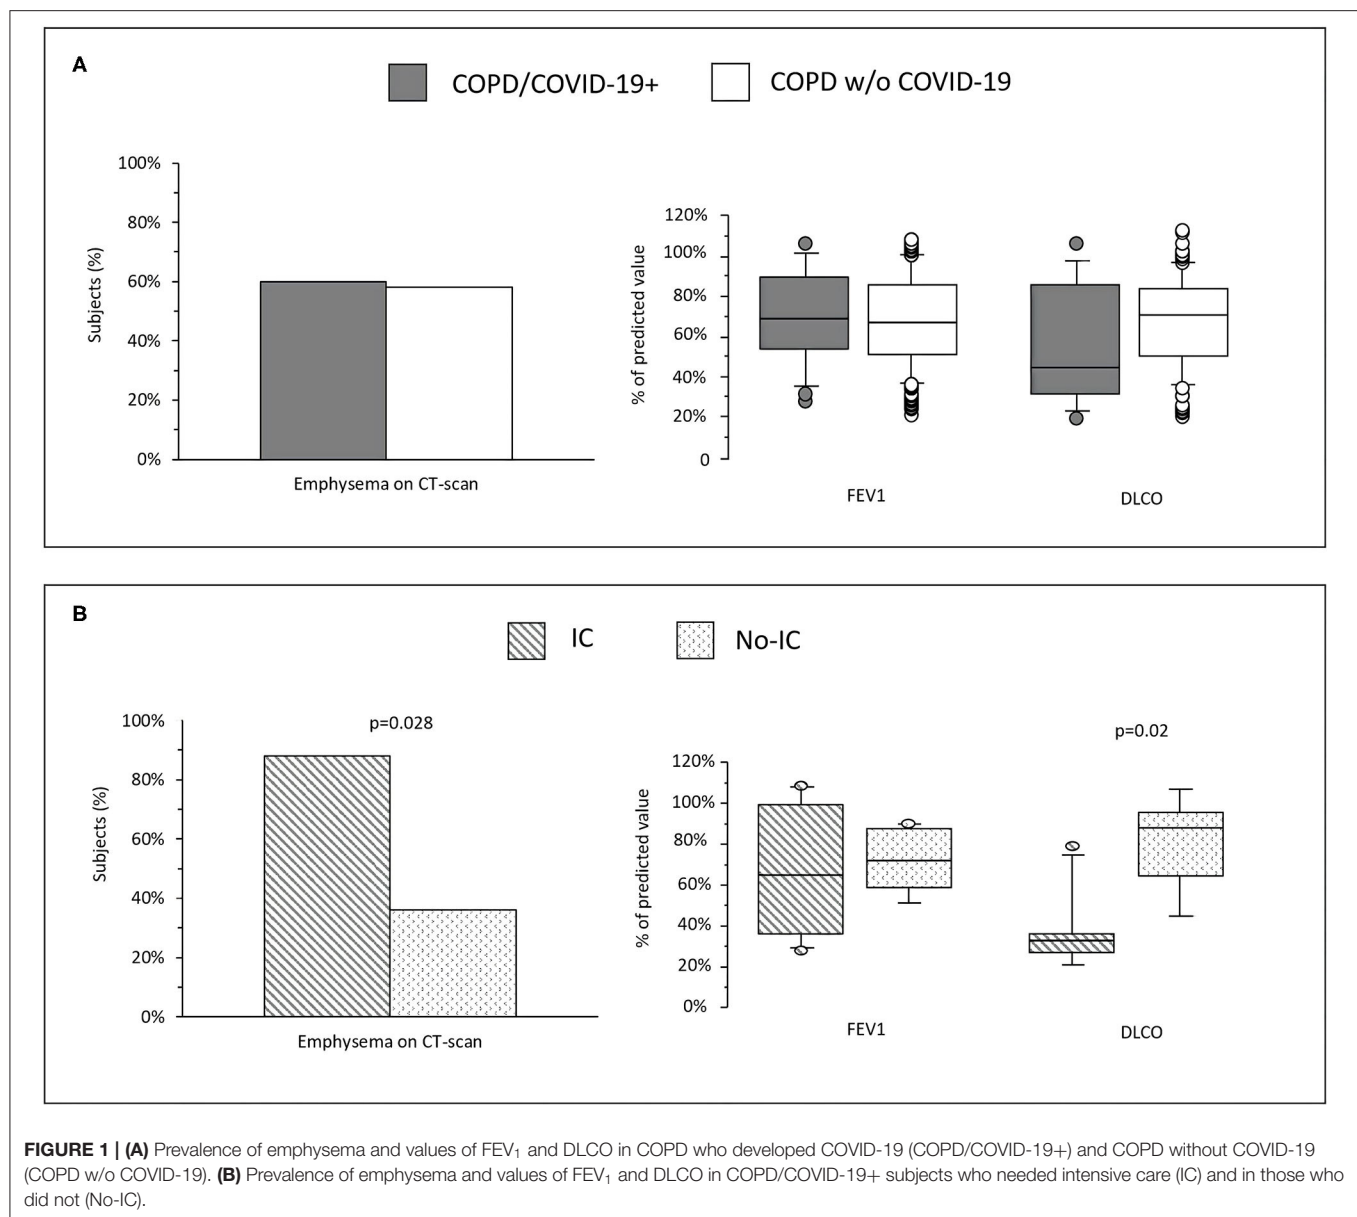 A
COPD/COVID-19+
COPD w/o COVID-19
100%
80%
60%
40%
20%
0%
Subjects (%)
Emphysema on CT-scan
120%
100%
80%
60%
40%
20%
0
% of predicted value
FEV1
DLCO
B
IC
No-IC
100%
80%
60%
40%
20%
0%
Subjects (%)
p=0.028
Emphysema on CT-scan
120%
100%
80%
60%
40%
20%
0%
% of predicted value
p=0.02
FEV1
DLCO
FIGURE 1 | (A) Prevalence of emphysema and values of FEV₁ and DLCO in COPD who developed COVID-19 (COPD/COVID-19+) and COPD without COVID-19
(COPD w/o COVID-19). (B) Prevalence of emphysema and values of FEV₁ and DLCO in COPD/COVID-19+ subjects who needed intensive care (IC) and in those who
did not (No-IC).